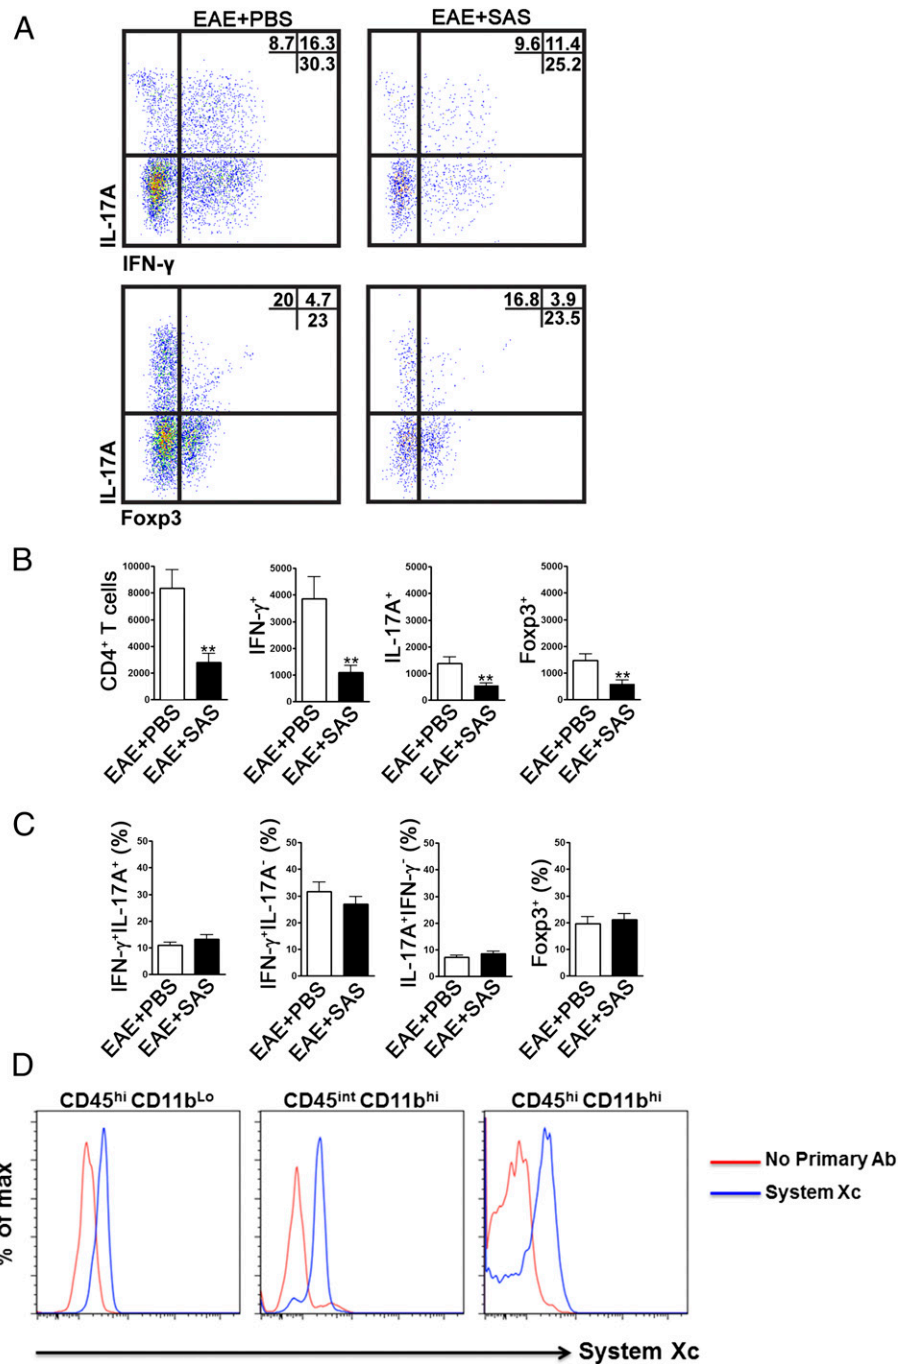 A
EAE+PBS
EAE+SAS
8.7 16.3
30.3
9.6 11.4
25.2
IL-17A
IFN-γ
20 4.7
23
16.8 3.9
23.5
IL-17A
Foxp3
B
CD4⁺ T cells
10000
8000
6000
4000
2000
0
**
EAE+PBS
EAE+SAS
IFN-γ⁺
5000
4000
3000
2000
1000
0
**
EAE+PBS
EAE+SAS
IL-17A⁺
5000
4000
3000
2000
1000
0
**
EAE+PBS
EAE+SAS
Foxp3⁺
5000
4000
3000
2000
1000
0
**
EAE+PBS
EAE+SAS
C
IFN-γ⁺IL-17A⁺ (%)
50
40
30
20
10
0
EAE+PBS
EAE+SAS
IFN-γ⁺IL-17A⁻ (%)
50
40
30
20
10
0
EAE+PBS
EAE+SAS
IL-17A⁺IFN-γ⁻ (%)
50
40
30
20
10
0
EAE+PBS
EAE+SAS
Foxp3⁺ (%)
50
40
30
20
10
0
EAE+PBS
EAE+SAS
D
CD45ʰⁱ CD11bᴸᵒ
CD45ⁱⁿᵗ CD11bʰⁱ
CD45ʰⁱ CD11bʰⁱ
% of max
No Primary Ab
System Xc
System Xc